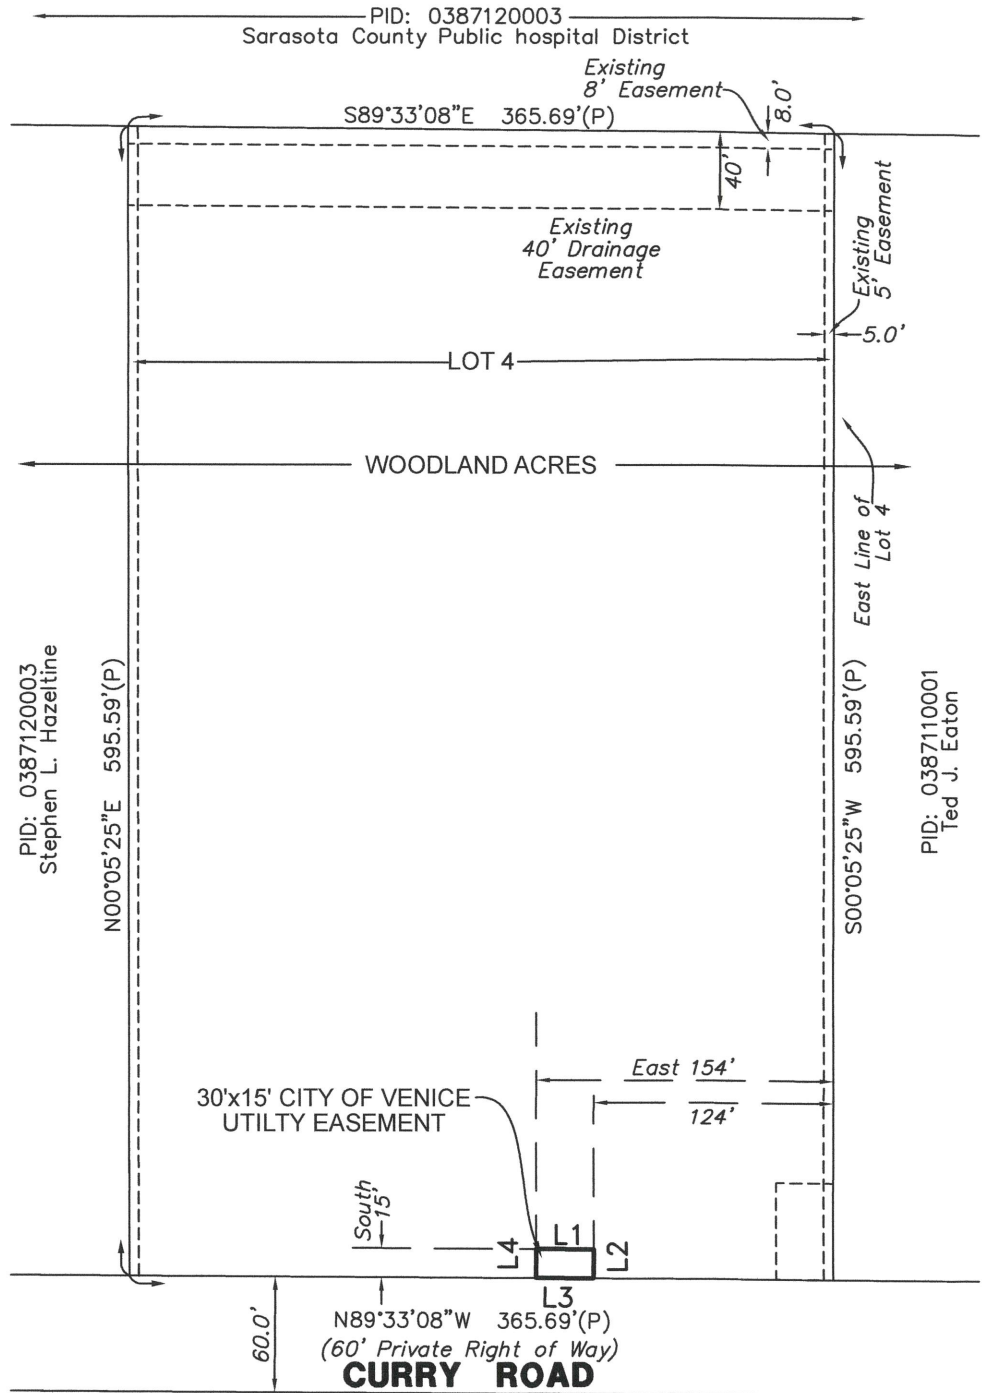 PID: 0387120003
Sarasota County Public hospital District
Existing
8' Easement
8.0'
S89°33'08"E 365.69'(P)
40'
Existing
40' Drainage
Easement
Existing
5' Easement
5.0'
LOT 4
WOODLAND ACRES
East Line of
Lot 4
PID: 0387120003
Stephen L. Hazeltine
N00°05'25"E 595.59'(P)
S00°05'25"W 595.59'(P)
PID: 0387110001
Ted J. Eaton
East 154'
124'
30'x15' CITY OF VENICE
UTILTY EASEMENT
South
15'
L4
L1
L2
L3
60.0'
N89°33'08"W 365.69'(P)
(60' Private Right of Way)
CURRY ROAD